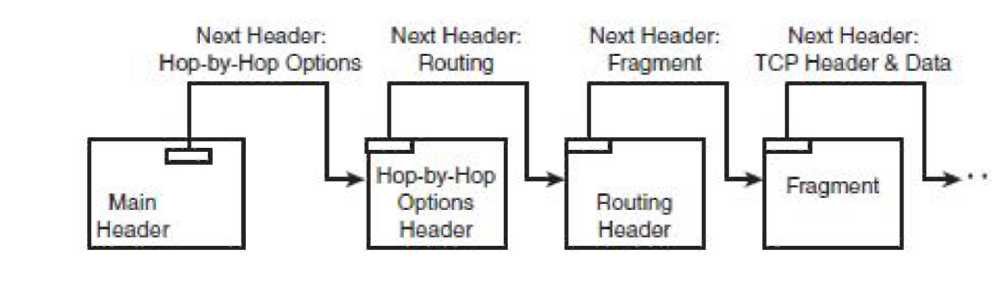 Next Header:
Hop-by-Hop Options
Next Header:
Routing
Next Header:
Fragment
Next Header:
TCP Header & Data
Main
Header
Hop-by-Hop
Options
Header
Routing
Header
Fragment